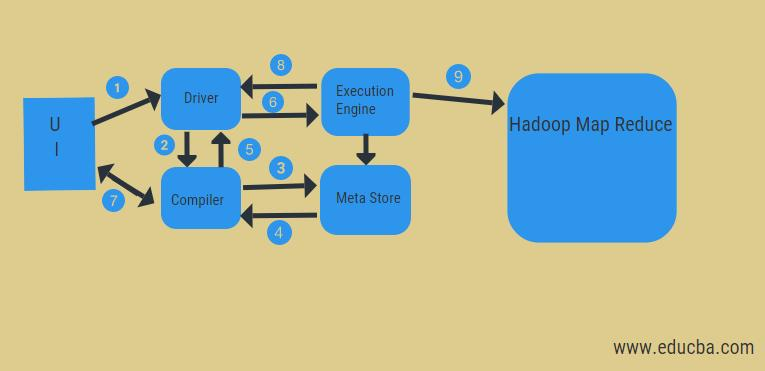 U
I
1
Driver
8
6
Execution
Engine
9
Hadoop Map Reduce
2
5
7
Compiler
3
4
Meta Store
www.educba.com